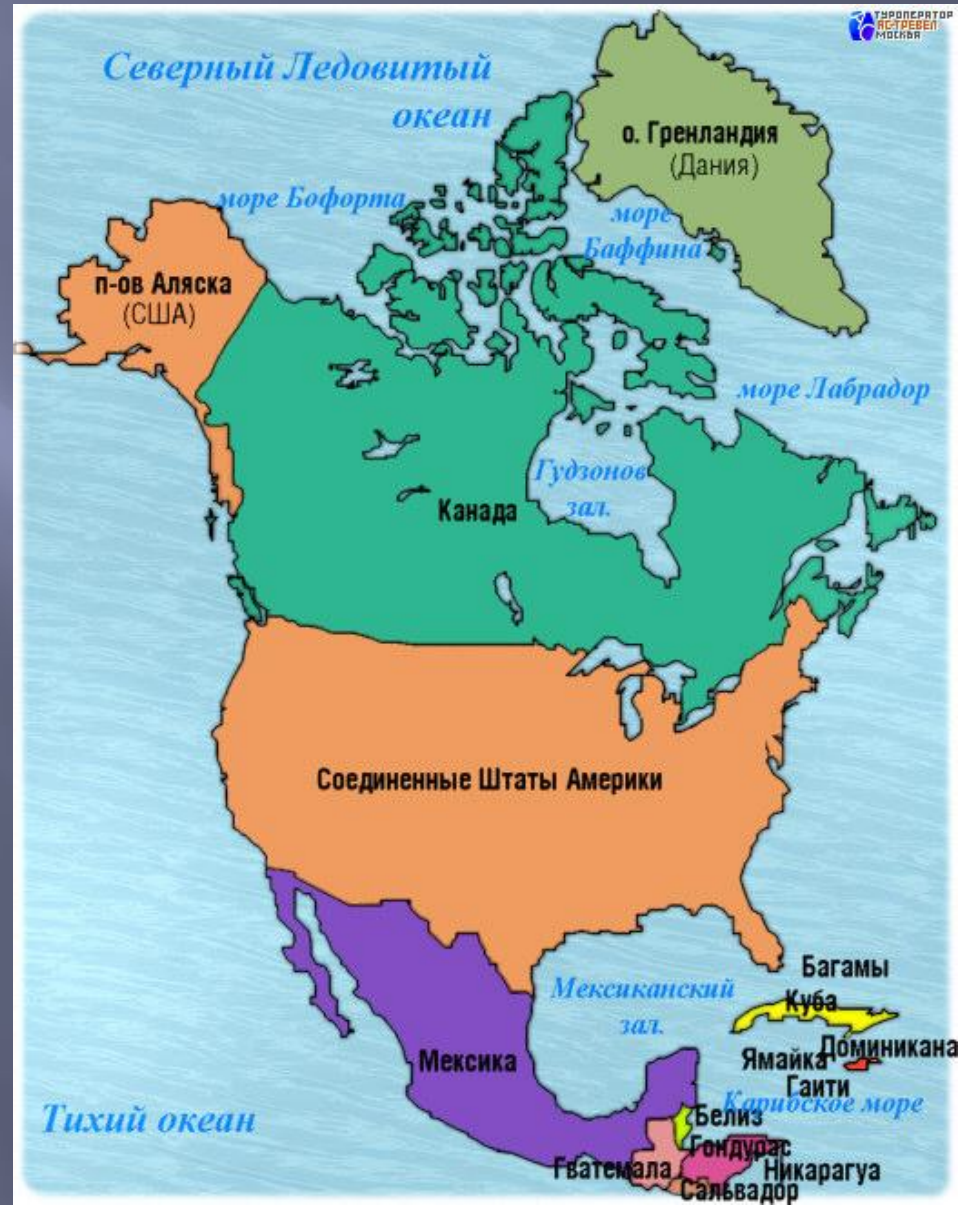 ТУРОПЕРАТОР
АС-ТРЕВЕЛ
МОСКВА
Северный Ледовитый
океан
о. Гренландия
(Дания)
море Бофорта
море
Баффина
п-ов Аляска
(США)
море Лабрадор
Гудзонов
зал.
Канада
Соединенные Штаты Америки
Багамы
Мексиканский
зал.
Куба
Доминикана
Ямайка
Гаити
Мексика
Карибское море
Тихий океан
Белиз
Гондурас
Гватемала
Никарагуа
Сальвадор